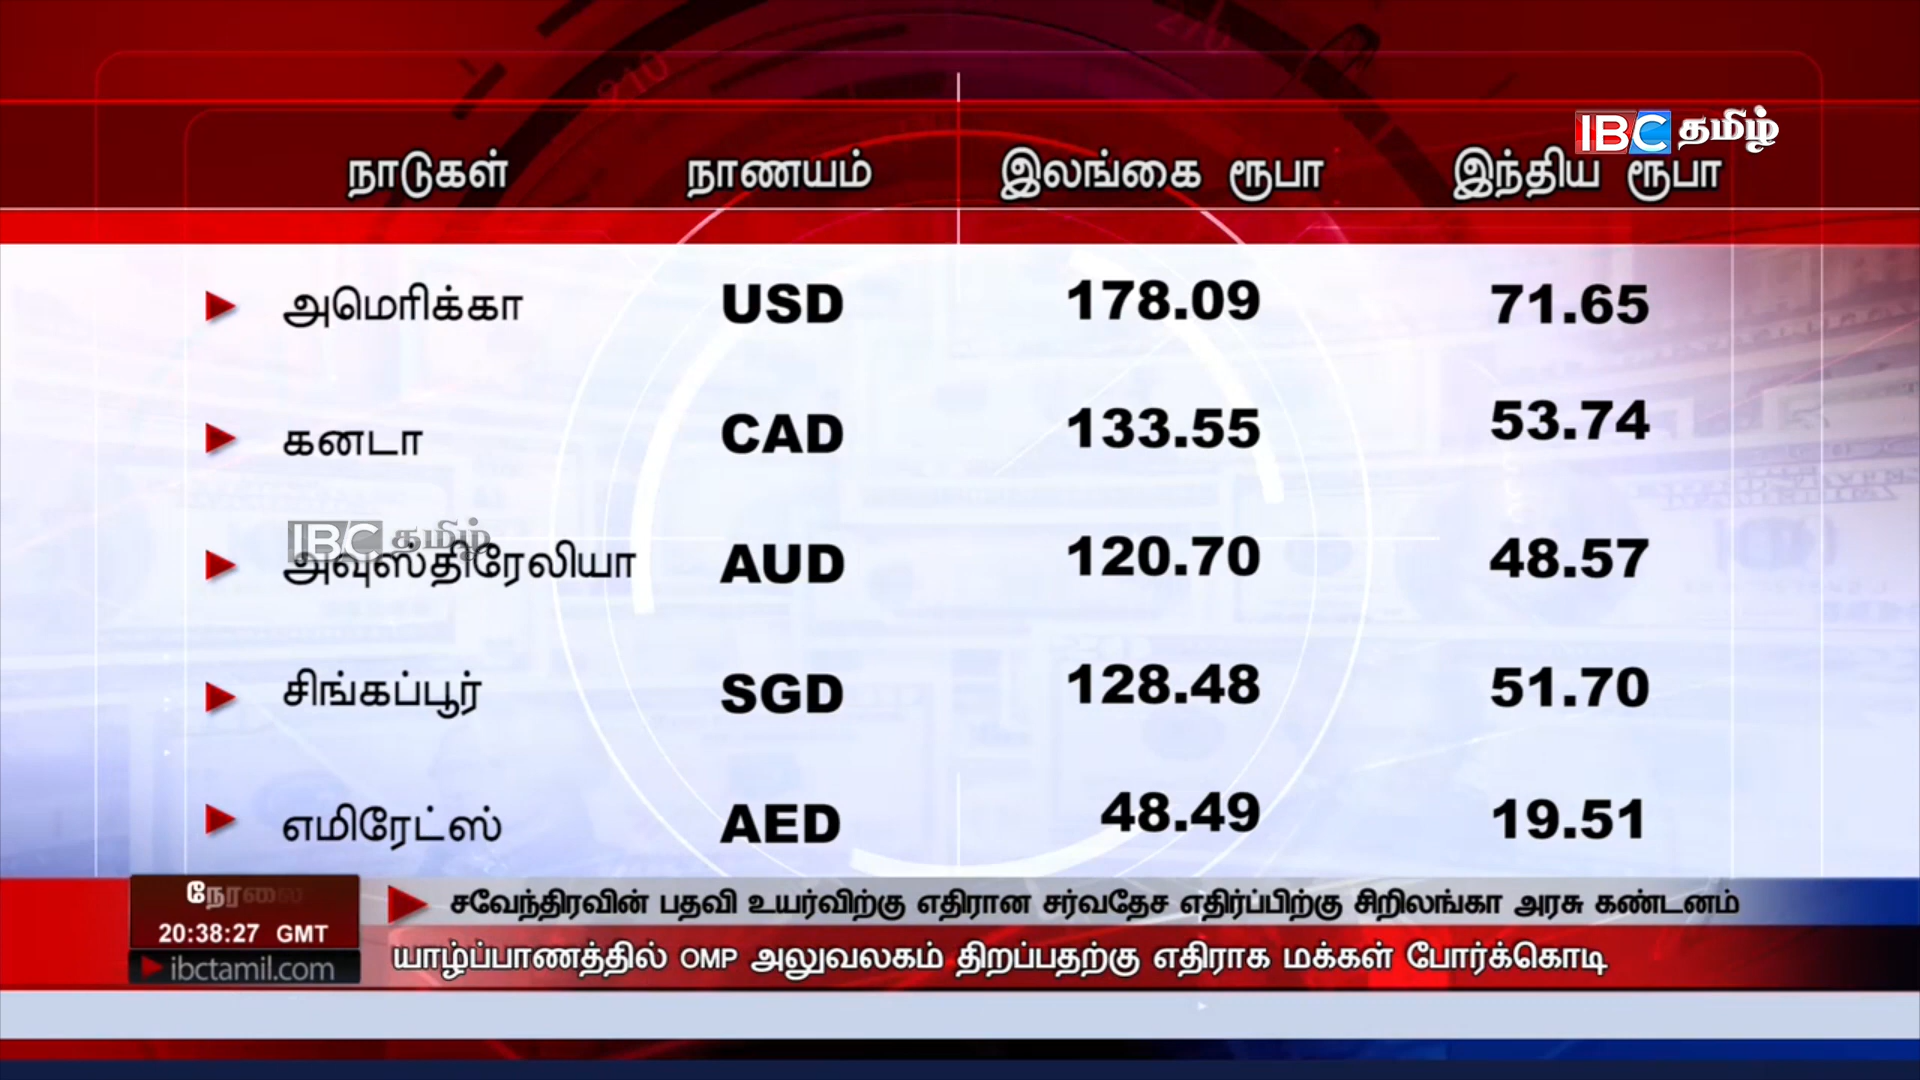 IBC தமிழ்
நாடுகள் நாணயம் இலங்கை ரூபா இந்திய ரூபா
அமெரிக்கா USD 178.09 71.65
கனடா CAD 133.55 53.74
IBC தமிழ்
அவுஸ்திரேலியா AUD 120.70 48.57
சிங்கப்பூர் SGD 128.48 51.70
எமிரேட்ஸ் AED 48.49 19.51
நேரலை
சவேந்திரவின் பதவி உயர்விற்கு எதிரான சர்வதேச எதிர்ப்பிற்கு சிறிலங்கா அரசு கண்டனம்
20:38:27 GMT
யாழ்ப்பாணத்தில் OMP அலுவலகம் திறப்பதற்கு எதிராக மக்கள் போர்க்கொடி
ibctamil.com